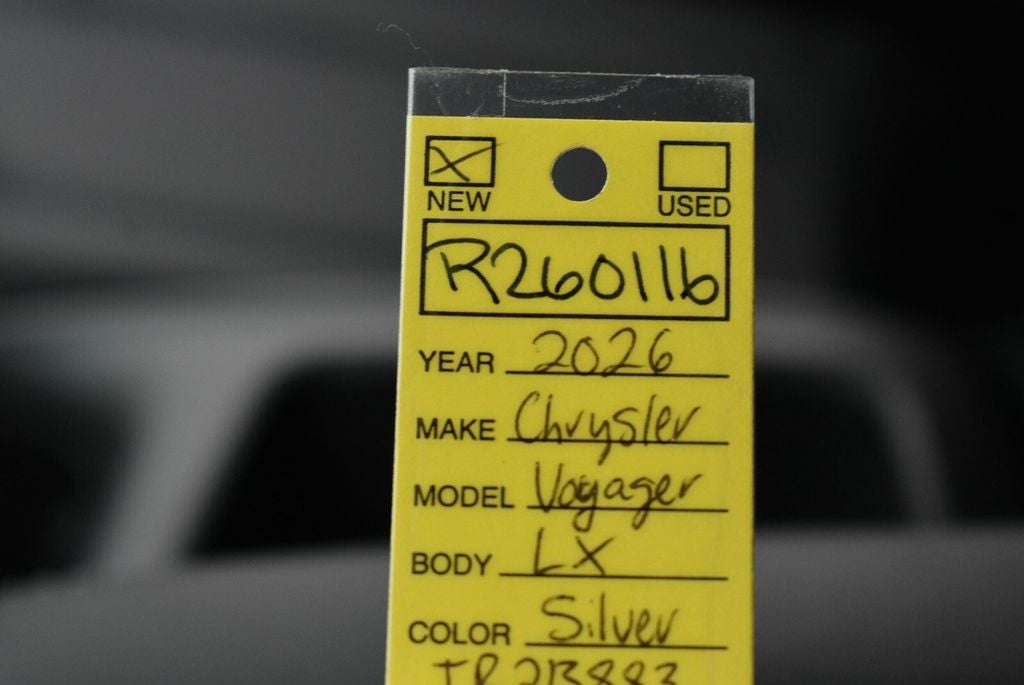 NEW USED
R260116
YEAR 2026
MAKE Chrysler
MODEL Voyager
BODY LX
COLOR Silver